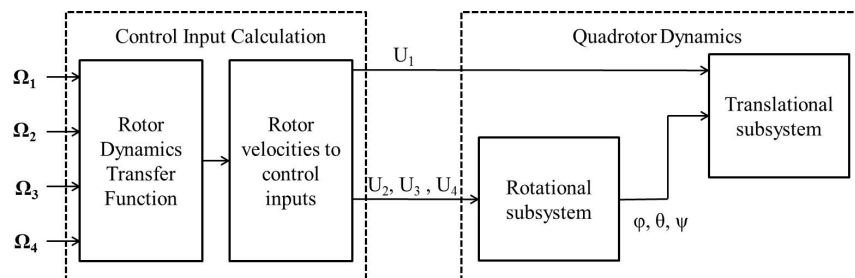 Control Input Calculation
Quadrotor Dynamics
Ω1
Ω2
Ω3
Ω4
Rotor
Dynamics
Transfer
Function
Rotor
velocities to
control
inputs
U1
U2, U3 , U4
Rotational
subsystem
φ, θ, ψ
Translational
subsystem